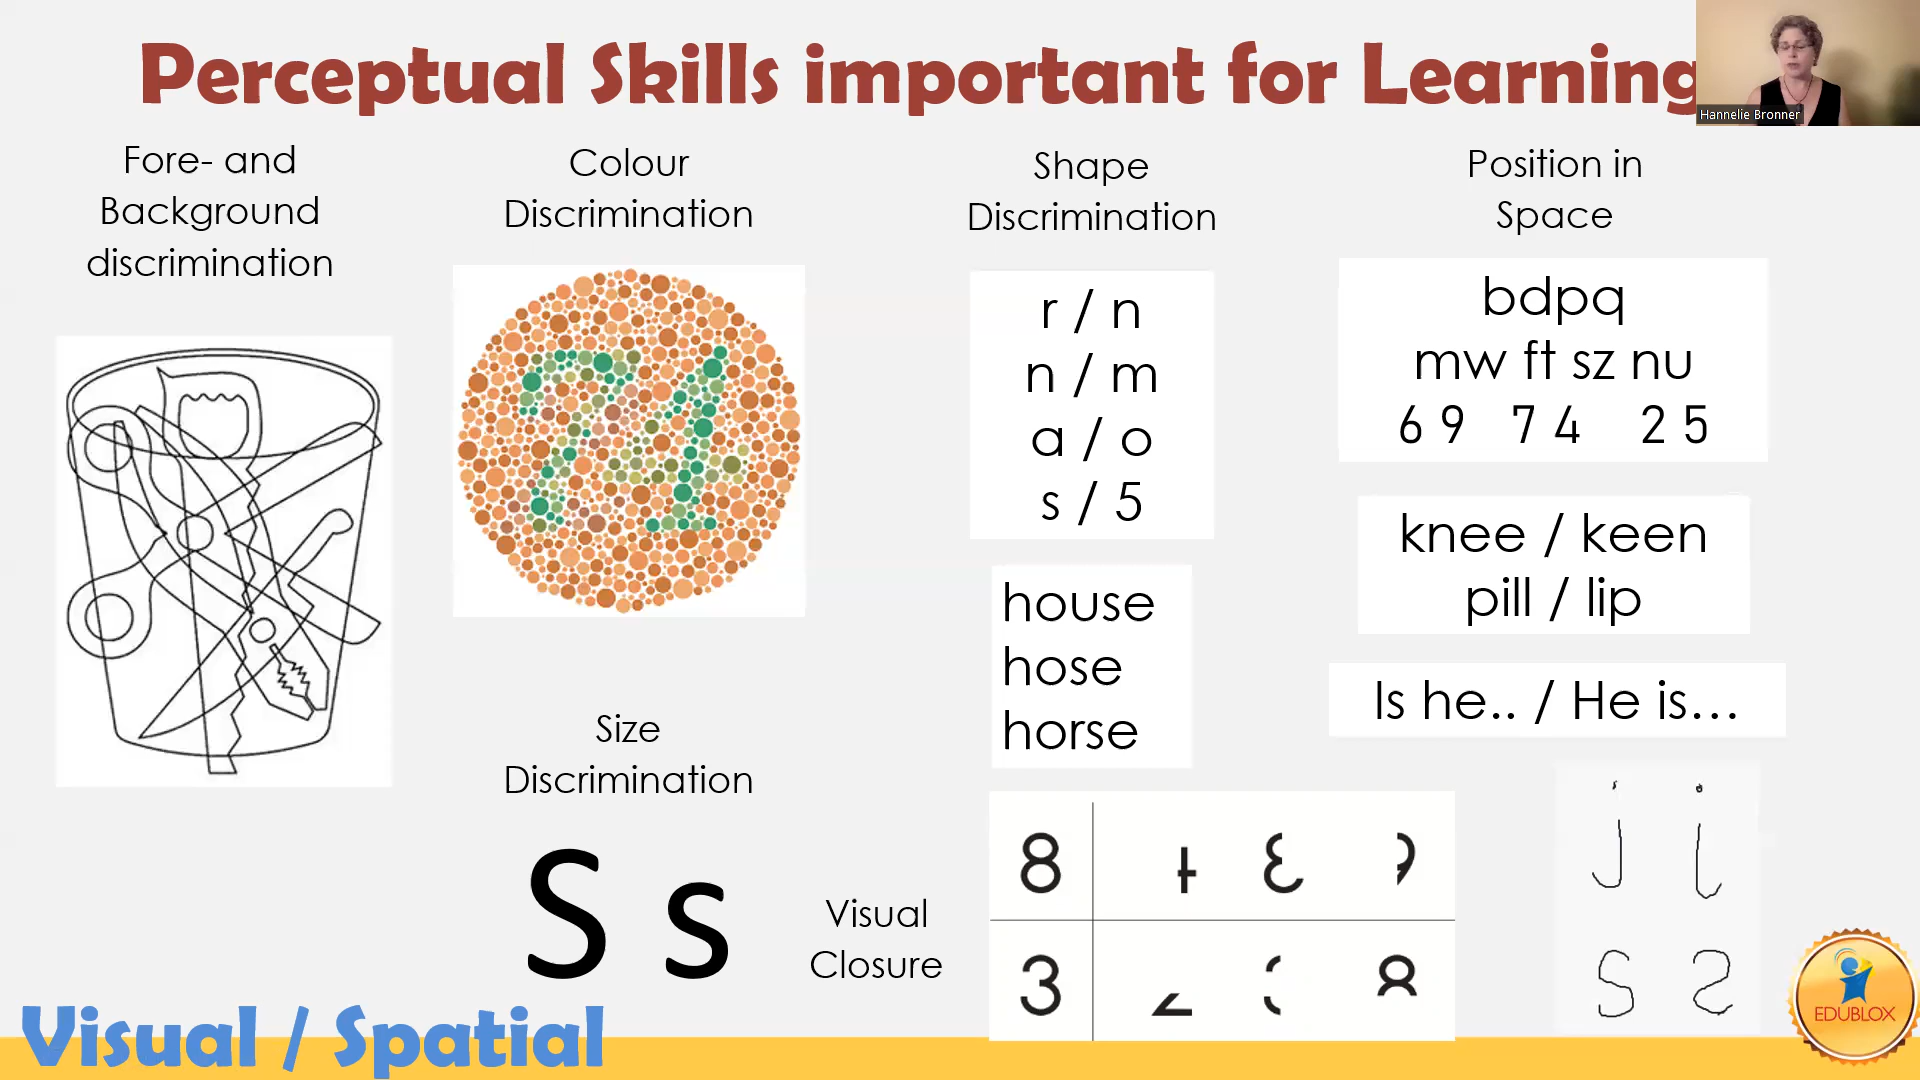 Perceptual Skills important for Learning
Hannelie Bronner
Fore- and
Background
discrimination
Colour
Discrimination
74
Size
Discrimination
S s
Visual
Closure
Shape
Discrimination
r / n
n / m
a / o
s / 5
house
hose
horse
8
3
Position in
Space
bdpq
mw ft sz nu
6 9 7 4 2 5
knee / keen
pill / lip
Is he.. / He is...
Visual / Spatial
EDUBLOX